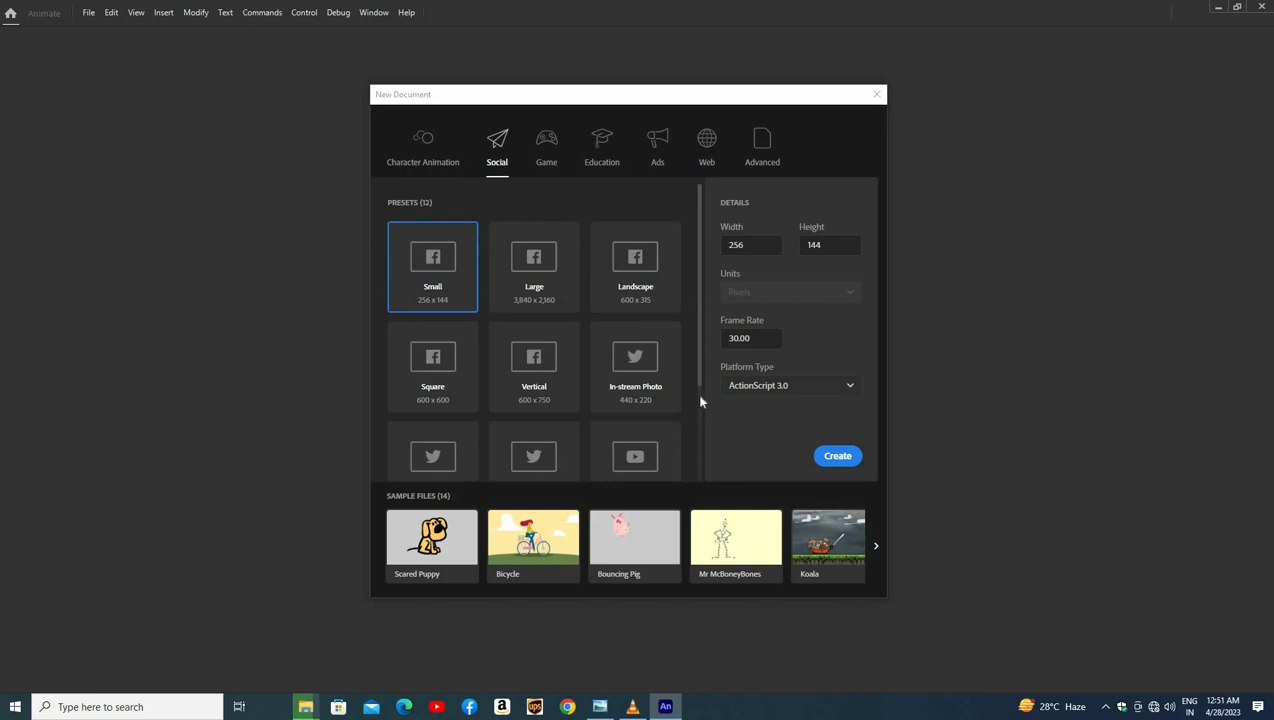 Animate File Edit View Insert Modify Text Commands Control Debug Window Help
New Document
Character Animation Social Game Education Ads Web Advanced
PRESETS (12)
Small
256 x 144
Large
3,840 x 2,160
Landscape
600 x 315
Square
600 x 600
Vertical
600 x 750
In-stream Photo
440 x 220
DETAILS
Width Height
256 144
Units
Pixels
Frame Rate
30.00
Platform Type
ActionScript 3.0
Create
SAMPLE FILES (14)
Scared Puppy Bicycle Bouncing Pig Mr McBoneyBones Koala
Type here to search
a
ups
An
28°C Haze
ENG
IN
12:51 AM
4/28/2023